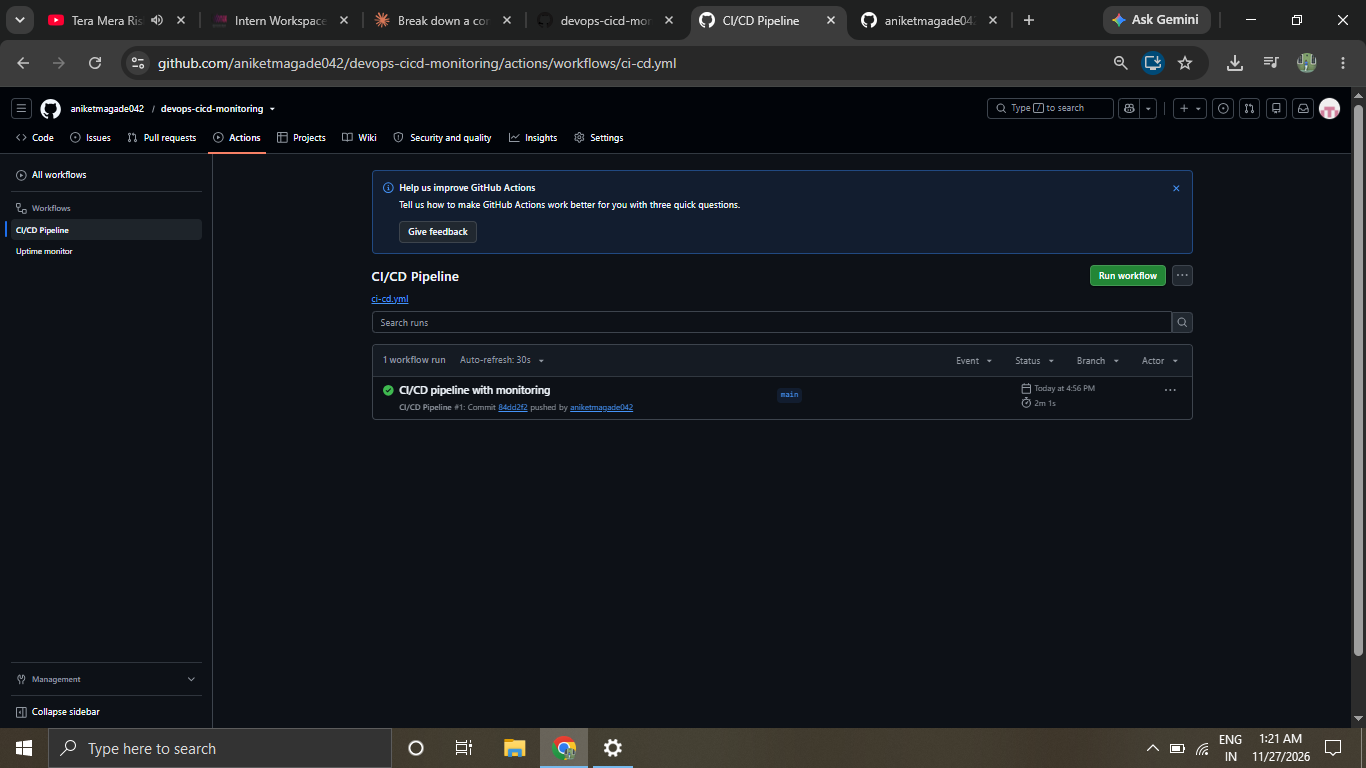 Tera Mera Ris
Intern Workspace
Break down a cor
devops-cicd-mor
CI/CD Pipeline
aniketmagade042
Ask Gemini
github.com/aniketmagade042/devops-cicd-monitoring/actions/workflows/ci-cd.yml
aniketmagade042 / devops-cicd-monitoring
Type / to search
Code
Issues
Pull requests
Actions
Projects
Wiki
Security and quality
Insights
Settings
All workflows
Workflows
CI/CD Pipeline
Uptime monitor
Management
Collapse sidebar
Help us improve GitHub Actions
Tell us how to make GitHub Actions work better for you with three quick questions.
Give feedback
CI/CD Pipeline
Run workflow
ci-cd.yml
Search runs
1 workflow run
Auto-refresh: 30s
Event
Status
Branch
Actor
CI/CD pipeline with monitoring
main
Today at 4:56 PM
CI/CD Pipeline #1: Commit 84dd2f2 pushed by aniketmagade042
2m 1s
Type here to search
ENG
IN
1:21 AM
11/27/2026